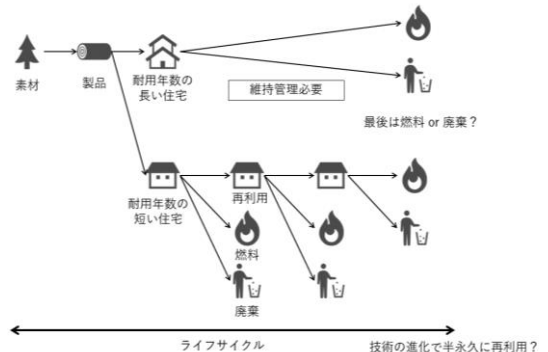 素材
製品
耐用年数の
長い住宅
維持管理必要
最後は燃料 or 廃棄？
耐用年数の
短い住宅
再利用
燃料
廃棄
ライフサイクル
技術の進化で半永久に再利用？